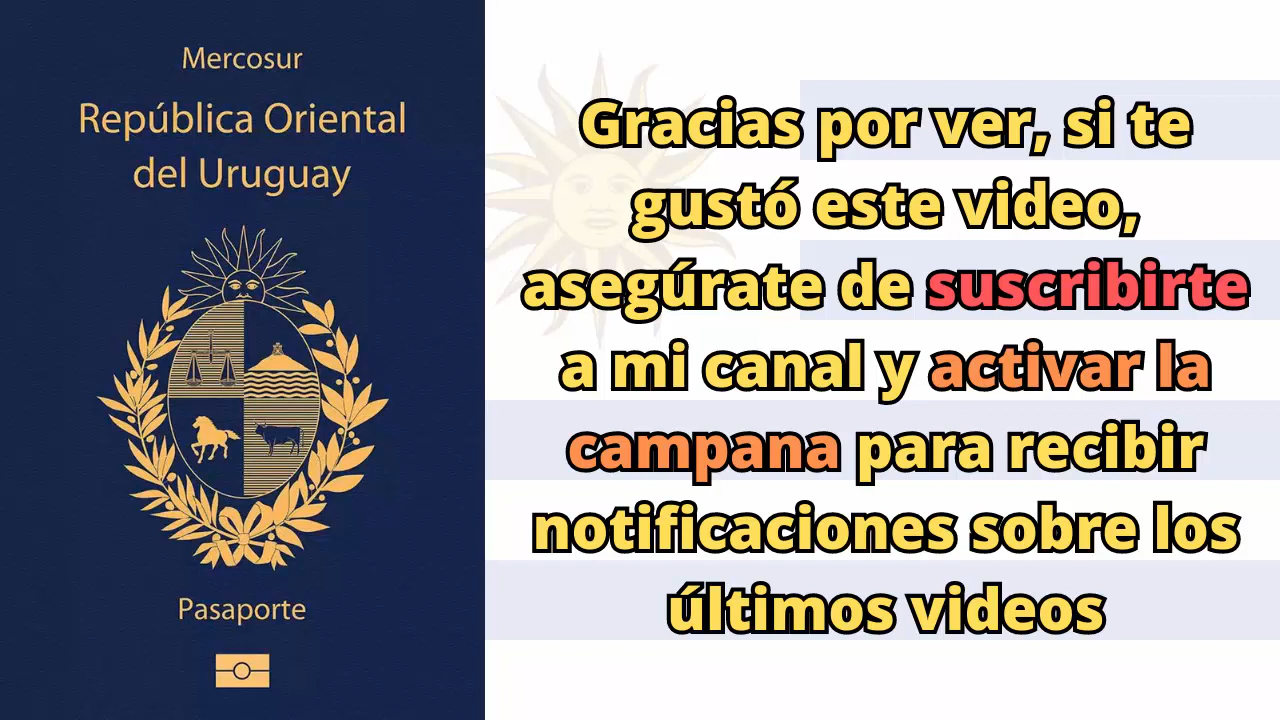 Mercosur
República Oriental
del Uruguay
Pasaporte
Gracias por ver, si te
gustó este video,
asegúrate de suscribirte
a mi canal y activar la
campana para recibir
notificaciones sobre los
últimos videos